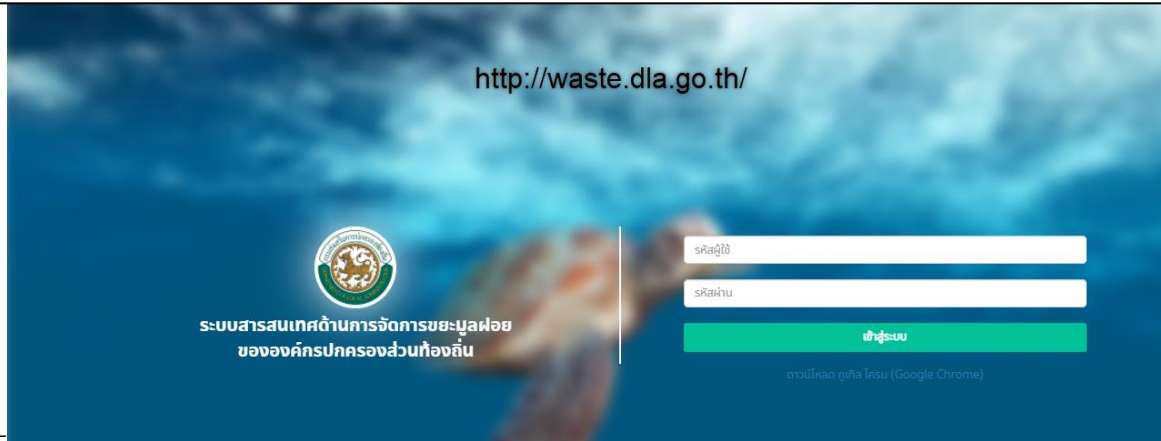 http://waste.dla.go.th/
ระบบสารสนเทศด้านการจัดการขยะมูลฝอย
ขององค์กรปกครองส่วนท้องถิ่น
รหัสผู้ใช้
รหัสผ่าน
เข้าสู่ระบบ
ดาวน์โหลด กูเกิล โครม (Google Chrome)